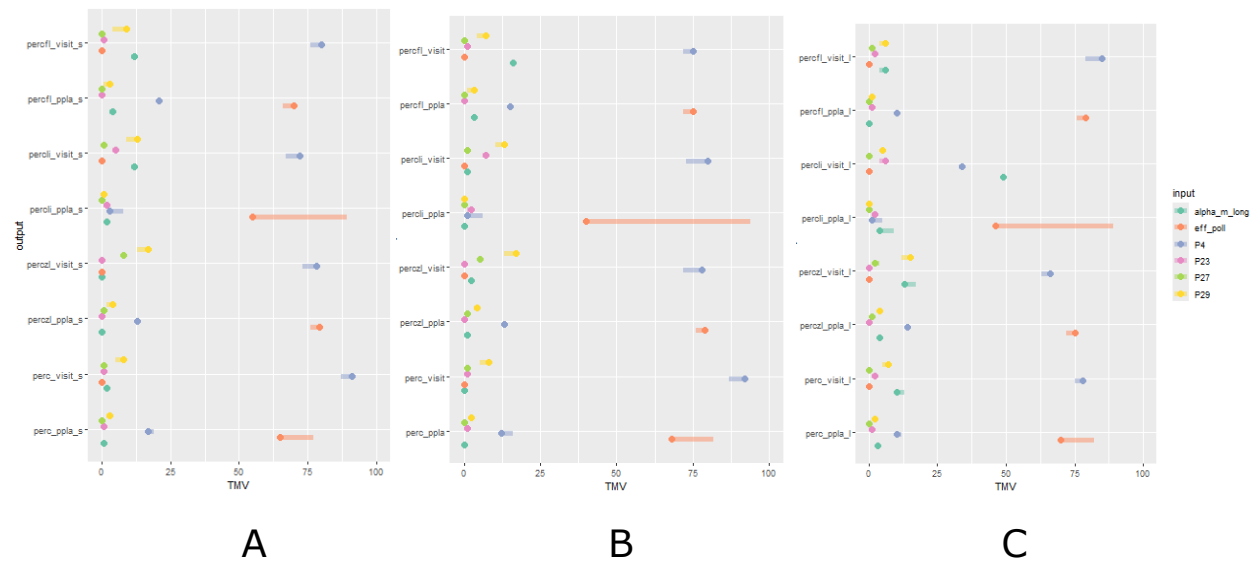 output
percfl_visit_s
percfl_ppla_s
percli_visit_s
percli_ppla_s
perczl_visit_s
perczl_ppla_s
perc_visit_s
perc_ppla_s
0 25 50 75 100
TMV
A
percfl_visit
percfl_ppla
percli_visit
percli_ppla
perczl_visit
perczl_ppla
perc_visit
perc_ppla
0 25 50 75 100
TMV
B
percfl_visit_l
percfl_ppla_l
percli_visit_l
percli_ppla_l
perczl_visit_l
perczl_ppla_l
perc_visit_l
perc_ppla_l
0 25 50 75 100
TMV
C
input
alpha_m_long
eff_poll
P4
P23
P27
P29